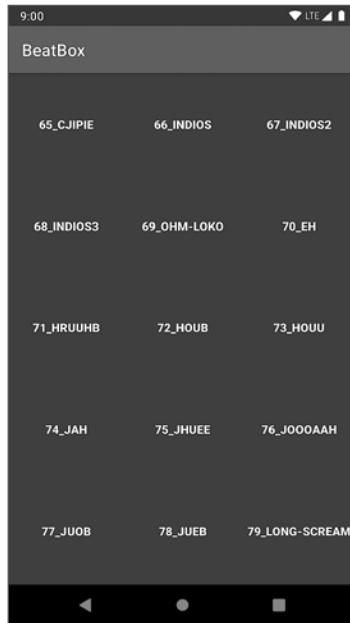 9:00 LTE
BeatBox
65_CJIPIE 66_INDIOS 67_INDIOS2
68_INDIOS3 69_OHM-LOKO 70_EH
71_HRUUHB 72_HOUB 73_HOUU
74_JAH 75_JHUEE 76_JOOOAAH
77_JUOB 78_JUEB 79_LONG-SCREAM